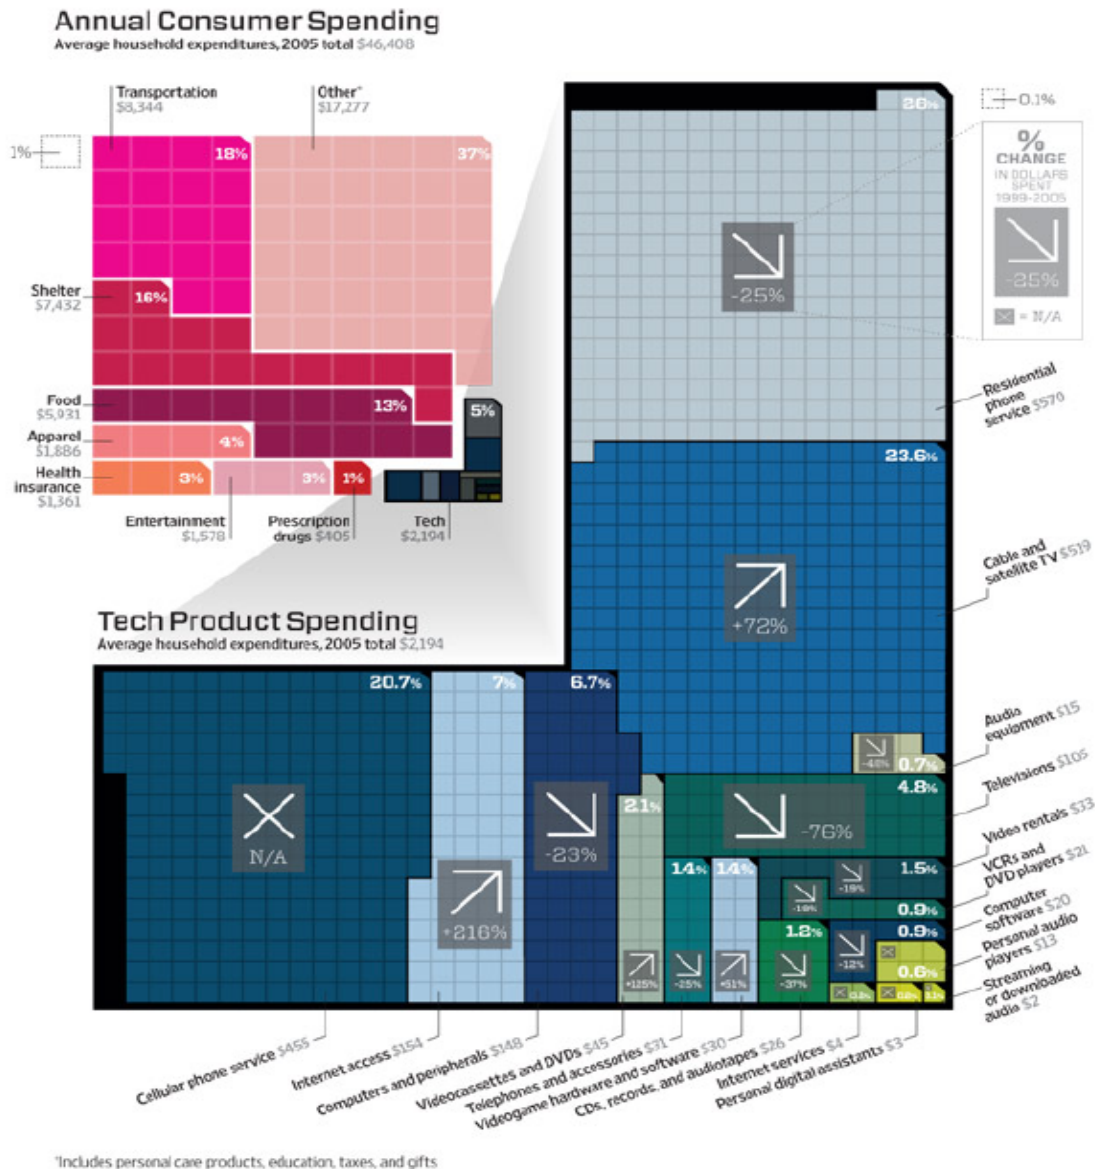 Annual Consumer Spending
Average household expenditures, 2005 total $46,408
Transportation
$8,344
Other*
$17,277
1%
18%
37%
Shelter
$7,432
16%
Food
$5,931
13%
Apparel
$1,886
4%
Health
insurance
$1,361
3%
3%
1%
5%
Entertainment
$1,578
Prescription
drugs $405
Tech
$2,194
26%
0.1%
%
CHANGE
IN DOLLARS
SPENT
1999-2005
-25%
= N/A
-25%
Residential
phone
service $570
23.6%
+72%
Cable and
satellite TV $519
Tech Product Spending
Average household expenditures, 2005 total $2,194
20.7%
7%
6.7%
N/A
+216%
-23%
0.7%
Audio
equipment $15
2.1%
4.8%
-76%
Televisions $105
1.4%
1.4%
1.5%
-19%
Video rentals $33
-19%
0.9%
VCRs and
DVD players $21
1.2%
0.9%
Computer
software $20
-12%
0.6%
Personal audio
players $13
+125%
-25%
+51%
-37%
Streaming
or downloaded
audio $2
Cellular phone service $455
Internet access $154
Computers and peripherals $148
Videocassettes and DVDs $45
Telephones and accessories $31
Videogame hardware and software $30
CDs, records, and audiotapes $26
Internet services $4
Personal digital assistants $3
*Includes personal care products, education, taxes, and gifts